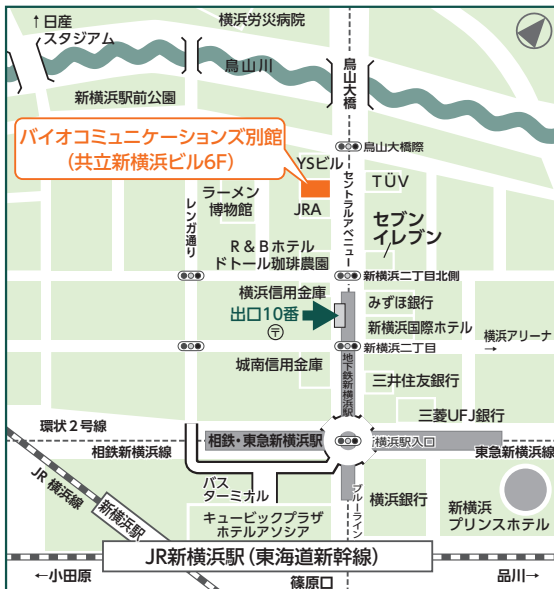 ↑日産
スタジアム
横浜労災病院
鳥山川
鳥山大橋
新横浜駅前公園
バイオコミュニケーションズ別館
(共立新横浜ビル6F)
鳥山大橋際
YSビル
TÜV
ラーメン
博物館
JRA
セントラルアベニュー
レンガ通り
セブン
イレブン
R&Bホテル
ドトール珈琲農園
新横浜二丁目北側
横浜信用金庫
みずほ銀行
出口10番
〒
新横浜国際ホテル
横浜アリーナ
→
新横浜二丁目
城南信用金庫
地下鉄新横浜駅
三井住友銀行
三菱UFJ銀行
環状2号線
相鉄・東急新横浜駅
新横浜駅入口
相鉄新横浜線
東急新横浜線
JR 横浜線
バス
ターミナル
ブルーライン
横浜銀行
新横浜駅
新横浜
プリンスホテル
キュービックプラザ
ホテルアソシア
JR新横浜駅(東海道新幹線)
←小田原
篠原口
品川→